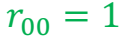 r₀₀ = 1